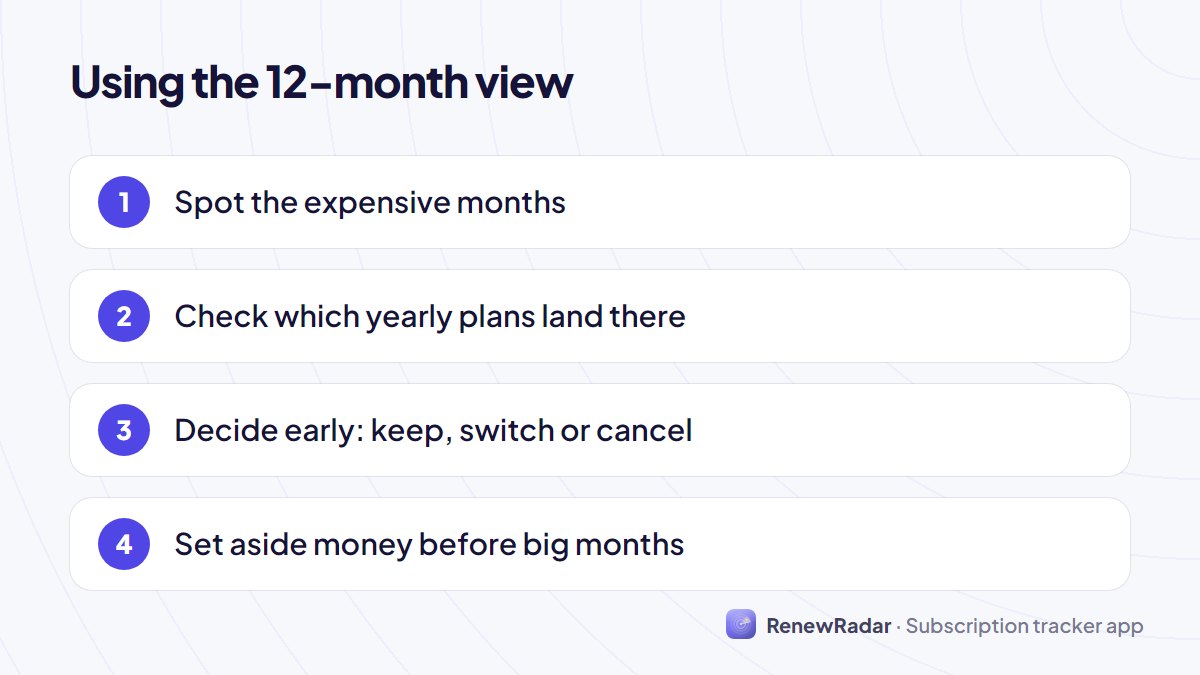 Using the 12-month view
1 Spot the expensive months
2 Check which yearly plans land there
3 Decide early: keep, switch or cancel
4 Set aside money before big months
RenewRadar · Subscription tracker app